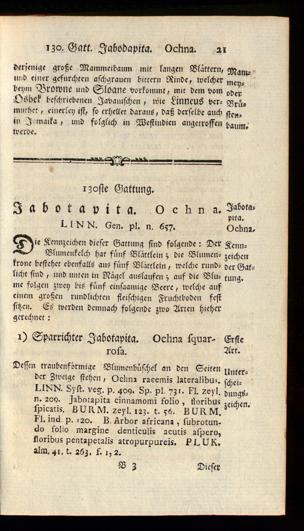 130. Gatt. Jabodapita. Ochna. 21
derjenige große Mammeibaum mit langen Blättern,
und einer gefurchten aschgrauen bittern Rinde, welcher
beym Browne und Sloane vorkommt, mit dem vom
Osbek beschriebenen Javanischen, wie Linneus ver-
muthet, einerley ist, so erhellet daraus, daß derselbe auch
in Jamaika, und folglich in Westindien angetroffen
werde.
Mam-
mey-
oder
Brü-
sten-
baum.
130ste Gattung.
Jabotapita. Ochna.
LINN. Gen. pl. n. 657.
Jabota-
pita.
Ochna.
Die Kennzeichen dieser Gattung sind folgende: Der
Blumenkelch hat fünf Blätlein, die Blumen-
krone bestehet ebenfalls aus fünf Blätlein, welche rund-
licht sind, und unten in Nägel auslaufen; auf die Blu-
me folgen zwey bis fünf einsaamige Beere, welche auf
einem großen rundlichten fleischigen Fruchtboden fest
sitzen. Es werden demnach folgende zwo Arten hieher
gerechnet:
Kenn-
zeichen
der Gat-
tung.
1) Sparrichter Jabotapita. Ochna squar-
rosa.
Erste
Art.
Dessen traubenförmige Blumenbüschel an den Seiten
der Zweige stehen, Ochna racemis lateralibus.
LINN. Syst. veg. p. 409. Sp. pl. 731. Fl. zeyl.
n. 209. Jabotapita cinnamomi folio, floribus
spicatis. BURM. zeyl. 123. t. 56. BURM.
Fl. ind p. 120. B. Arbor africana, subrotun-
do folio margine denticulis acutis aspero,
floribus pentapetalis atropurpureis. PLUK.
alm. 41. t. 263. f. 1, 2.
Unter-
schei-
dungs-
zeichen.
B 3 Dieser